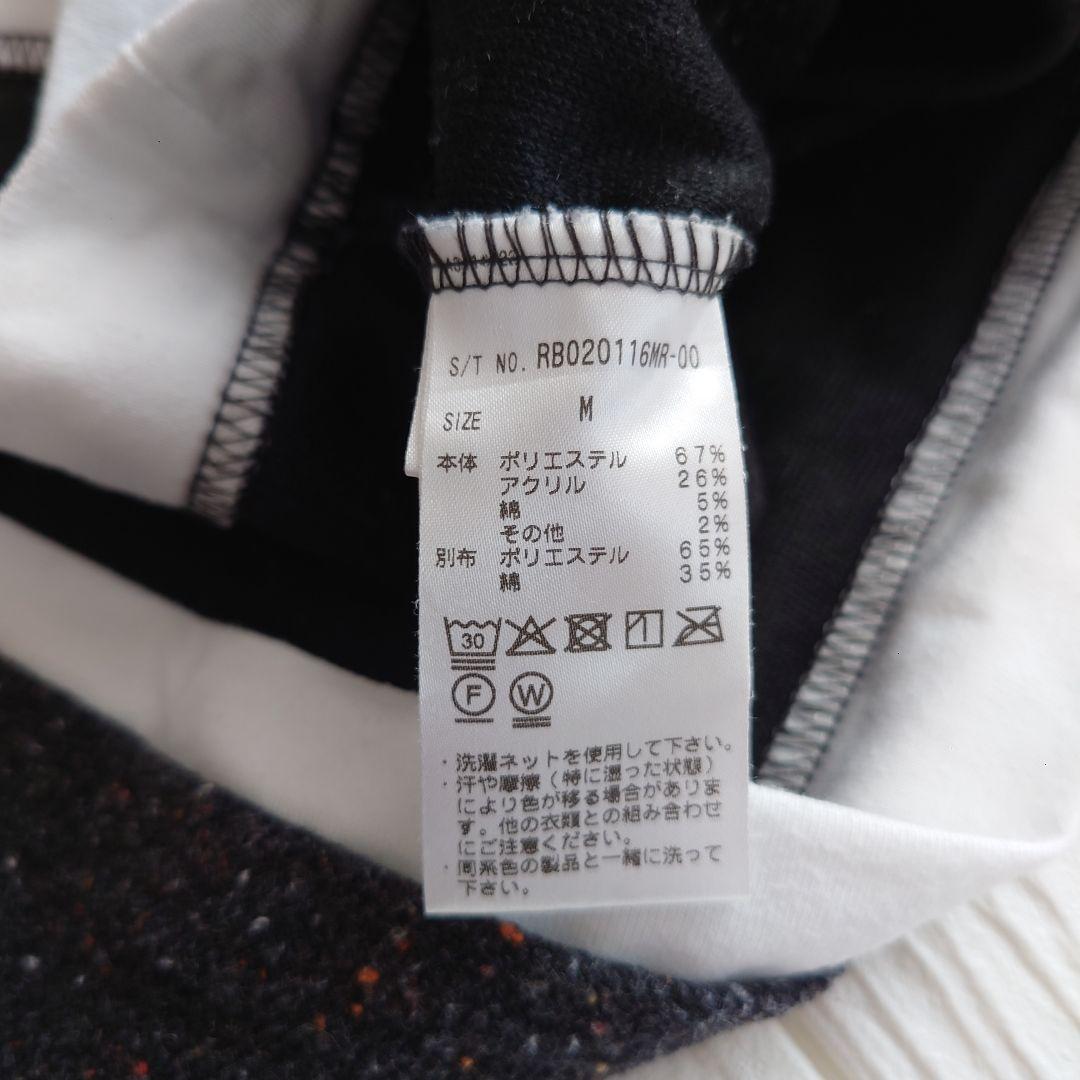 S/T NO. RB020116MR-00
SIZE M
本体 ポリエステル 67%
アクリル 26%
綿 5%
その他 2%
別布 ポリエステル 65%
綿 35%
30
F W
・洗濯ネットを使用して下さい。
・汗や摩擦（特に湿った状態）
により色が移る場合がありま
す。他の衣類との組み合わせ
にご注意ください。
・同系色の製品と一緒に洗って
下さい。